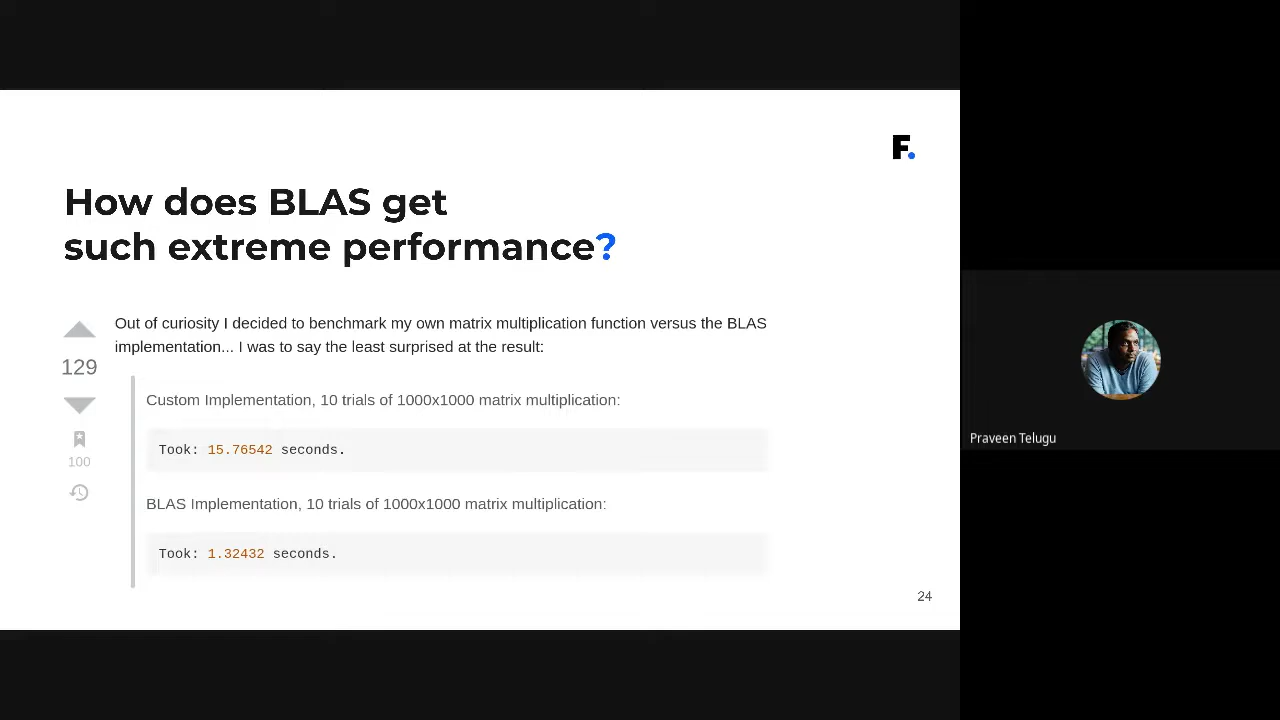 F.
How does BLAS get
such extreme performance?
Out of curiosity I decided to benchmark my own matrix multiplication function versus the BLAS
implementation... I was to say the least surprised at the result:
129
Custom Implementation, 10 trials of 1000x1000 matrix multiplication:
Took: 15.76542 seconds.
100
BLAS Implementation, 10 trials of 1000x1000 matrix multiplication:
Took: 1.32432 seconds.
24
Praveen Telugu